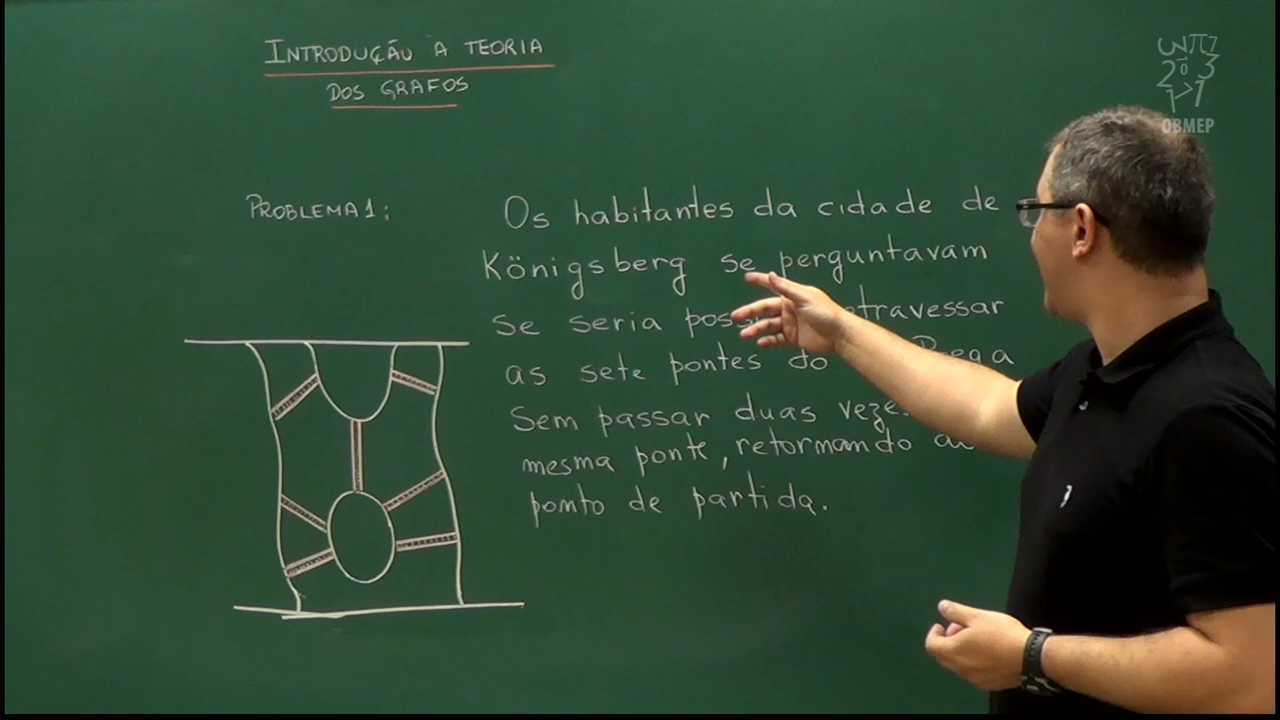 INTRODUÇÃO A TEORIA
DOS GRAFOS
PROBLEMA 1:
Os habitantes da cidade de
Königsberg se perguntavam
se seria atravessar
as sete pontes do
Sem passar duas
mesma ponte, retornando
ponto de partida.
OBMEP